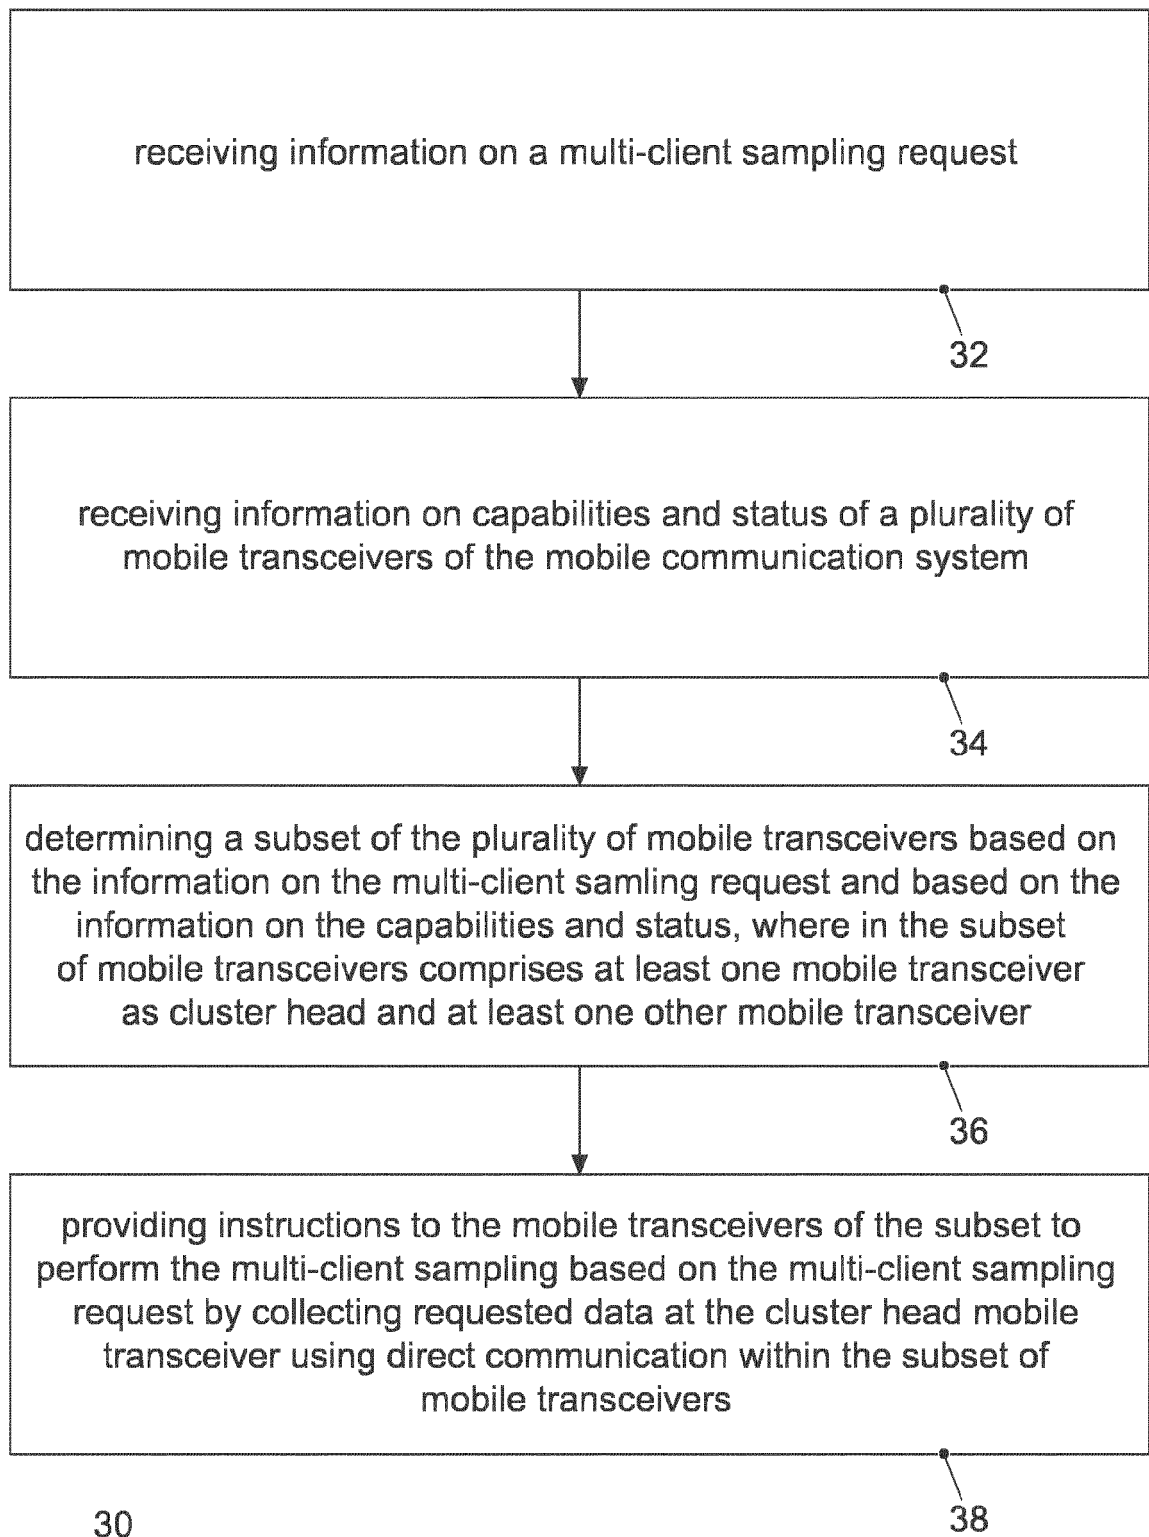 receiving information on a multi-client sampling request
32
receiving information on capabilities and status of a plurality of
mobile transceivers of the mobile communication system
34
determining a subset of the plurality of mobile transceivers based on
the information on the multi-client samling request and based on the
information on the capabilities and status, where in the subset
of mobile transceivers comprises at least one mobile transceiver
as cluster head and at least one other mobile transceiver
36
providing instructions to the mobile transceivers of the subset to
perform the multi-client sampling based on the multi-client sampling
request by collecting requested data at the cluster head mobile
transceiver using direct communication within the subset of
mobile transceivers
38
30